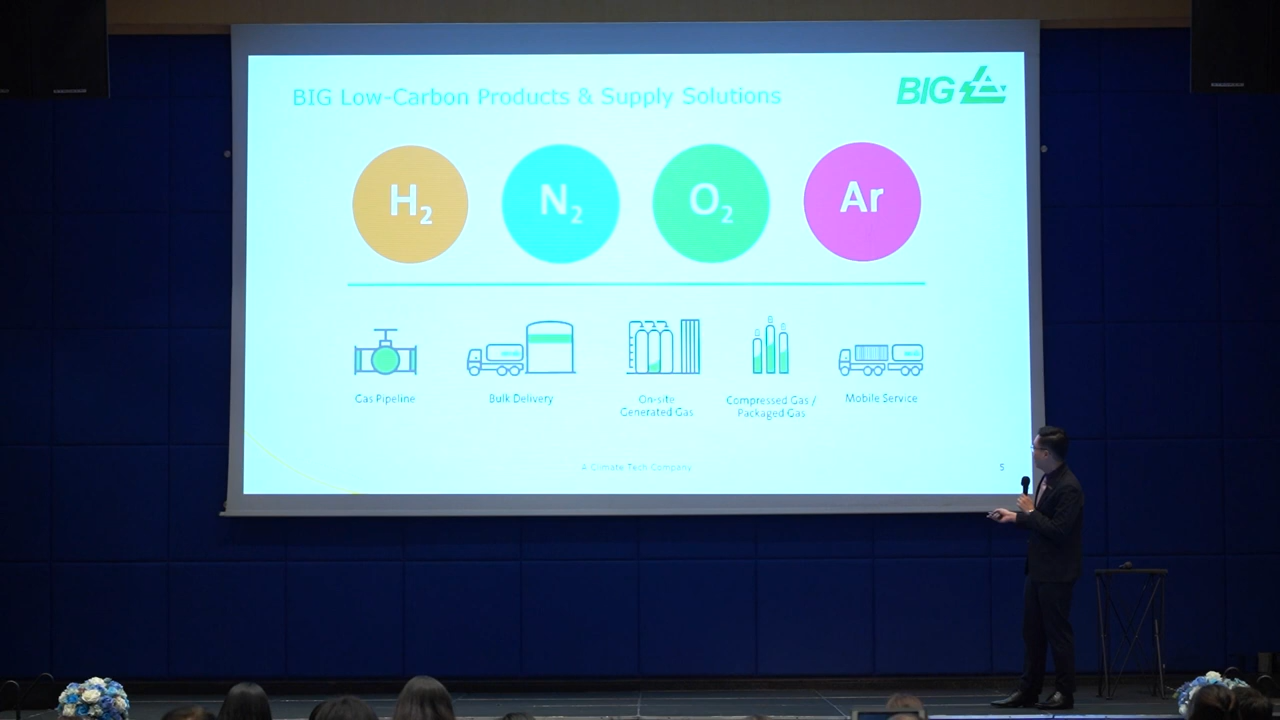 BIG Low-Carbon Products & Supply Solutions
BIG
H2
N2
O2
Ar
Gas Pipeline
Bulk Delivery
On-site
Generated Gas
Compressed Gas /
Packaged Gas
Mobile Service
A Climate Tech Company
5